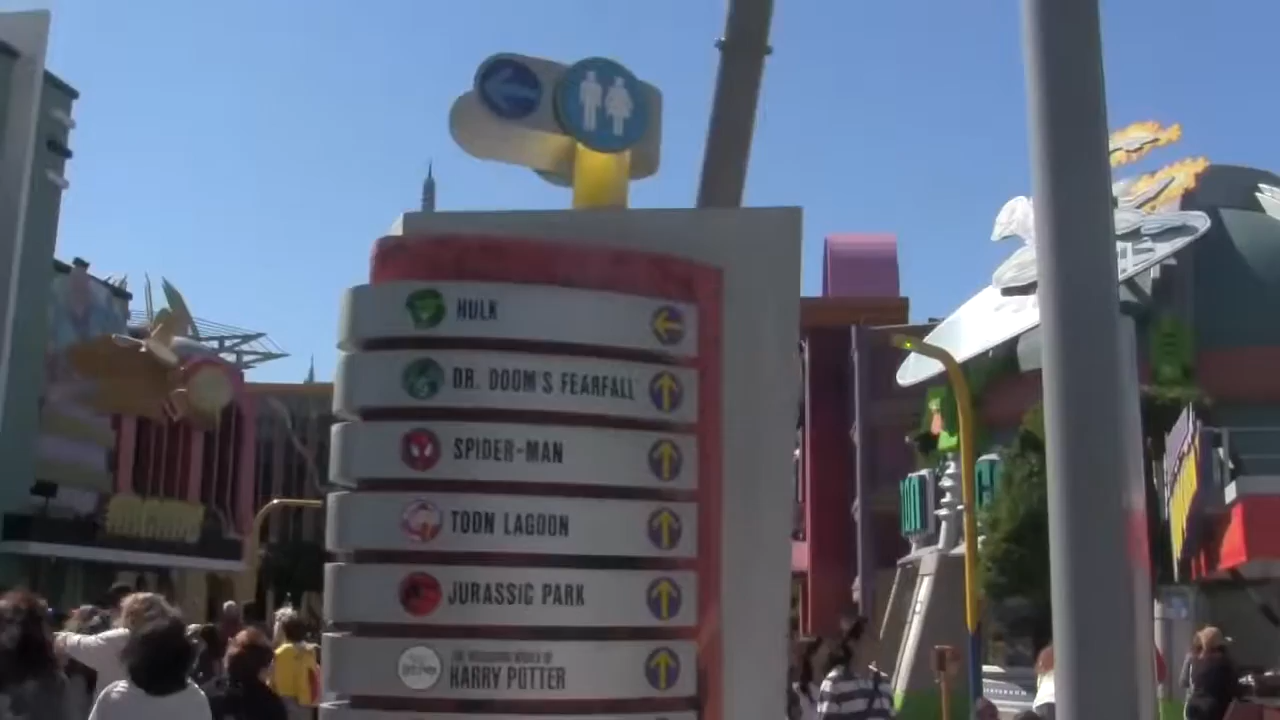 HULK
DR. DOOM'S FEARFALL
SPIDER-MAN
TOON LAGOON
JURASSIC PARK
THE WIZARDING WORLD OF
HARRY POTTER